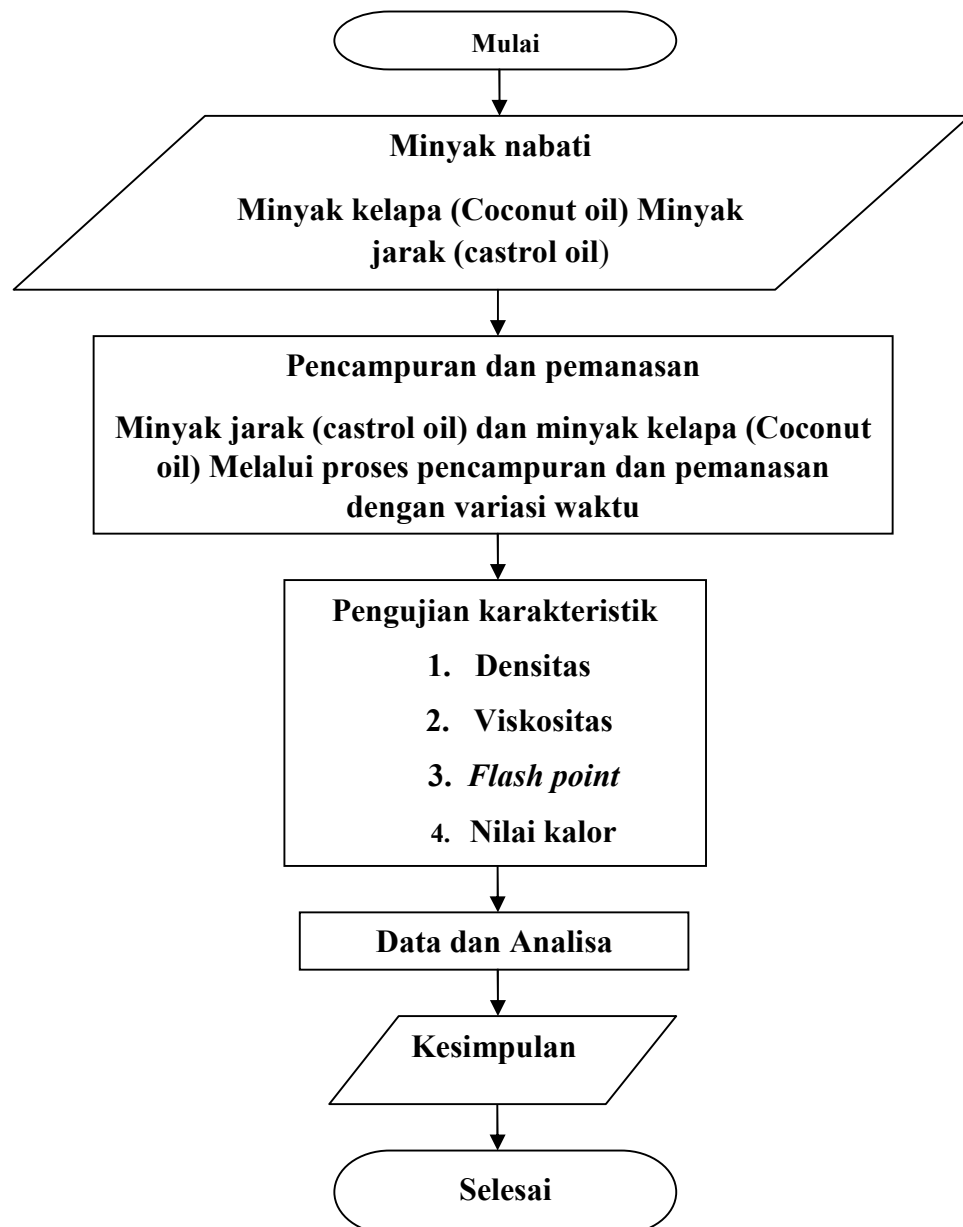 Mulai
Minyak nabati
Minyak kelapa (Coconut oil) Minyak
jarak (castrol oil)
Pencampuran dan pemanasan
Minyak jarak (castrol oil) dan minyak kelapa (Coconut
oil) Melalui proses pencampuran dan pemanasan
dengan variasi waktu
Pengujian karakteristik
1. Densitas
2. Viskositas
3. Flash point
4. Nilai kalor
Data dan Analisa
Kesimpulan
Selesai